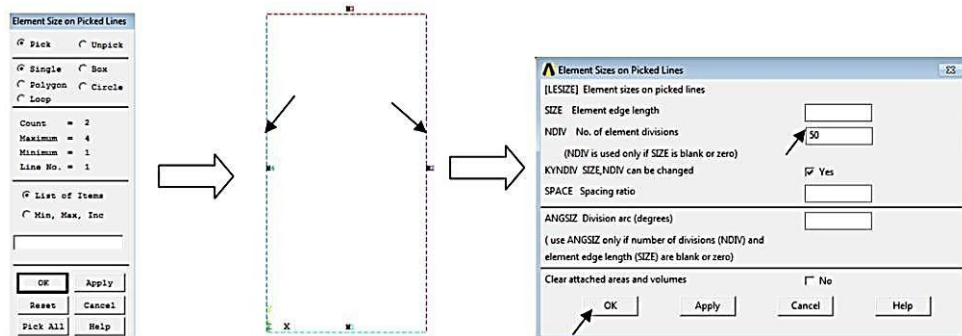 Element Size on Picked Lines
Pick Unpick
Single Box
Polygon Circle
Loop
Count = 2
Maximum = 4
Minimum = 1
Line No. = 1
List of Items
Min, Max, Inc
OK Apply
Reset Cancel
Pick All Help
X
Element Sizes on Picked Lines
[LESIZE] Element sizes on picked lines
SIZE Element edge length
NDIV No. of element divisions 50
(NDIV is used only if SIZE is blank or zero)
KYNDIV SIZE,NDIV can be changed Yes
SPACE Spacing ratio
ANGSIZ Division arc (degrees)
( use ANGSIZ only if number of divisions (NDIV) and
element edge length (SIZE) are blank or zero)
Clear attached areas and volumes No
OK Apply Cancel Help